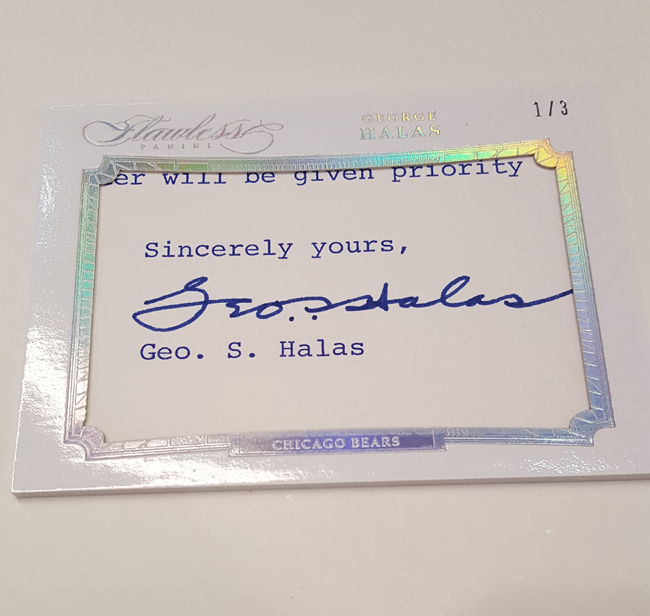 Flawless
PANINI
GEORGE
HALAS
1/3
er will be given priority
Sincerely yours,
Geo. S. Halas
Geo. S. Halas
CHICAGO BEARS